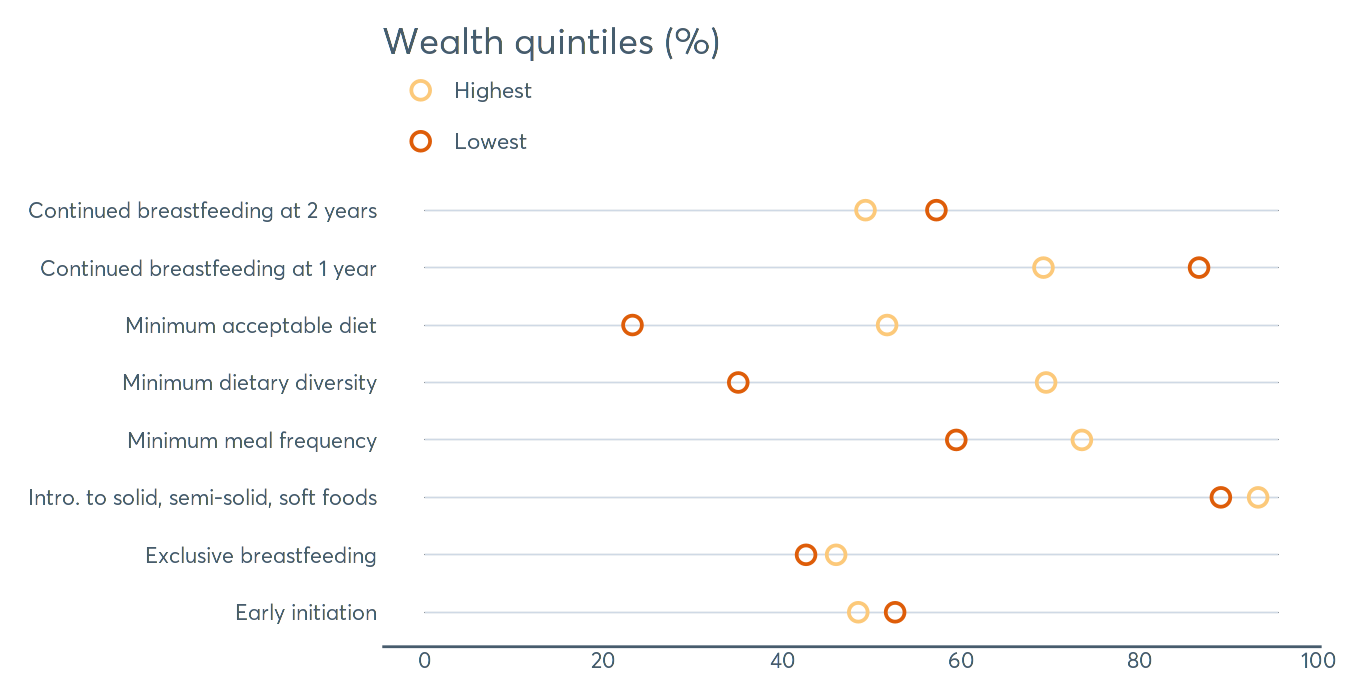 Wealth quintiles (%)
Highest
Lowest
Continued breastfeeding at 2 years
Continued breastfeeding at 1 year
Minimum acceptable diet
Minimum dietary diversity
Minimum meal frequency
Intro. to solid, semi-solid, soft foods
Exclusive breastfeeding
Early initiation
0 20 40 60 80 100